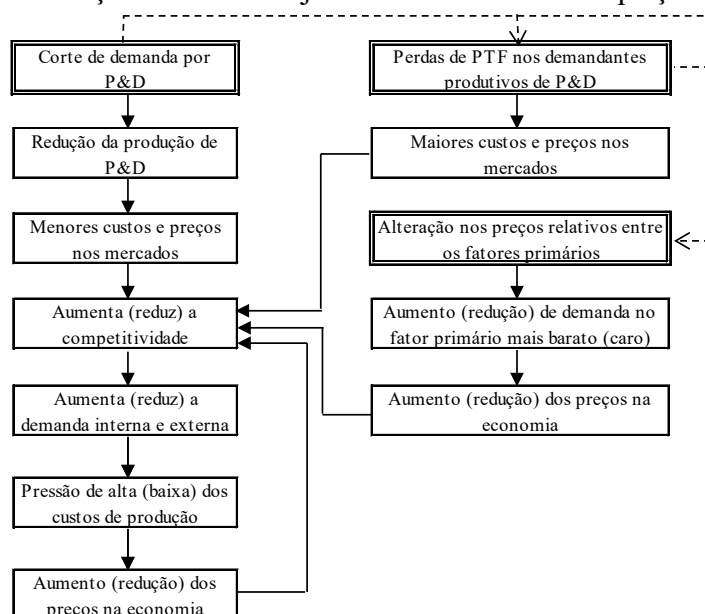 Corte de demanda por
P&D
Redução da produção de
P&D
Menores custos e preços
nos mercados
Aumenta (reduz) a
competitividade
Aumenta (reduz) a
demanda interna e externa
Pressão de alta (baixa) dos
custos de produção
Aumento (redução) dos
preços na economia
Perdas de PTF nos demandantes
produtivos de P&D
Maiores custos e preços nos
mercados
Alteração nos preços relativos entre
os fatores primários
Aumento (redução) de demanda no
fator primário mais barato (caro)
Aumento (redução) dos preços na
economia